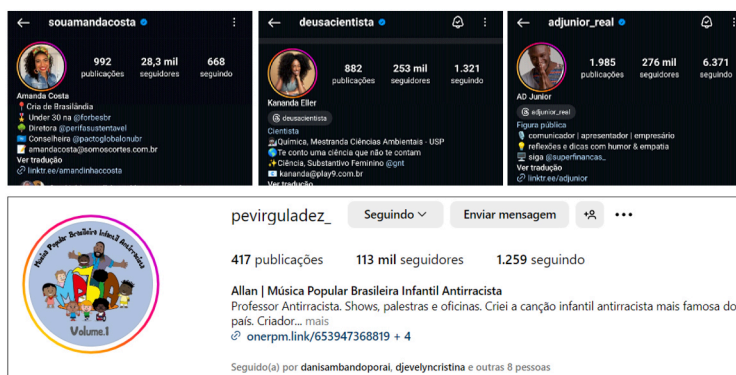 souamandacosta
992
28,3 mil
668
publicações
seguidores
seguindo
Amanda Costa
Cria de Brasilândia
Under 30 na @forbesbr
Diretora @perifasustentavel
Conselheira @pactoglobalonubr
amandacosta@somoscortes.com.br
Ver tradução
linktr.ee/amandinhaccosta
deusacientista
882
253 mil
1.321
publicações
seguidores
seguindo
Kananda Eller
deusacientista
Cientista
Química, Mestranda Ciências Ambientais - USP
Te conto uma ciência que não te contam
Ciência, Substantivo Feminino @gnt
kananda@play9.com.br
Ver tradução
adjunior_real
1.985
276 mil
6.371
publicações
seguidores
seguindo
AD Junior
adjunior_real
Figura pública
comunicador | apresentador | empresário
reflexões e dicas com humor & empatia
siga @superfinancas_
Ver tradução
linktr.ee/adjunior
Música Popular Brasileira Infantil Antirracista
Volume.1
pevirguladez_
Seguindo
Enviar mensagem
417 publicações
113 mil seguidores
1.259 seguindo
Allan | Música Popular Brasileira Infantil Antirracista
Professor Antirracista. Shows, palestras e oficinas. Criei a canção infantil antirracista mais famosa do
país. Criador... mais
onerpm.link/653947368819 + 4
Seguido(a) por danisambandoporai, djevelyncristina e outras 8 pessoas